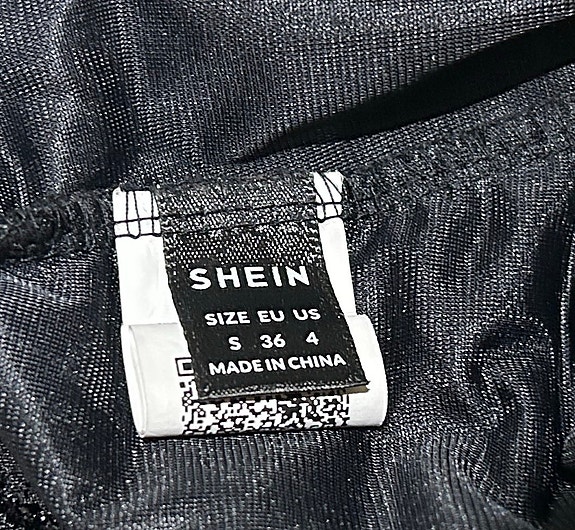 SHEIN
SIZE EU US
S 36 4
MADE IN CHINA